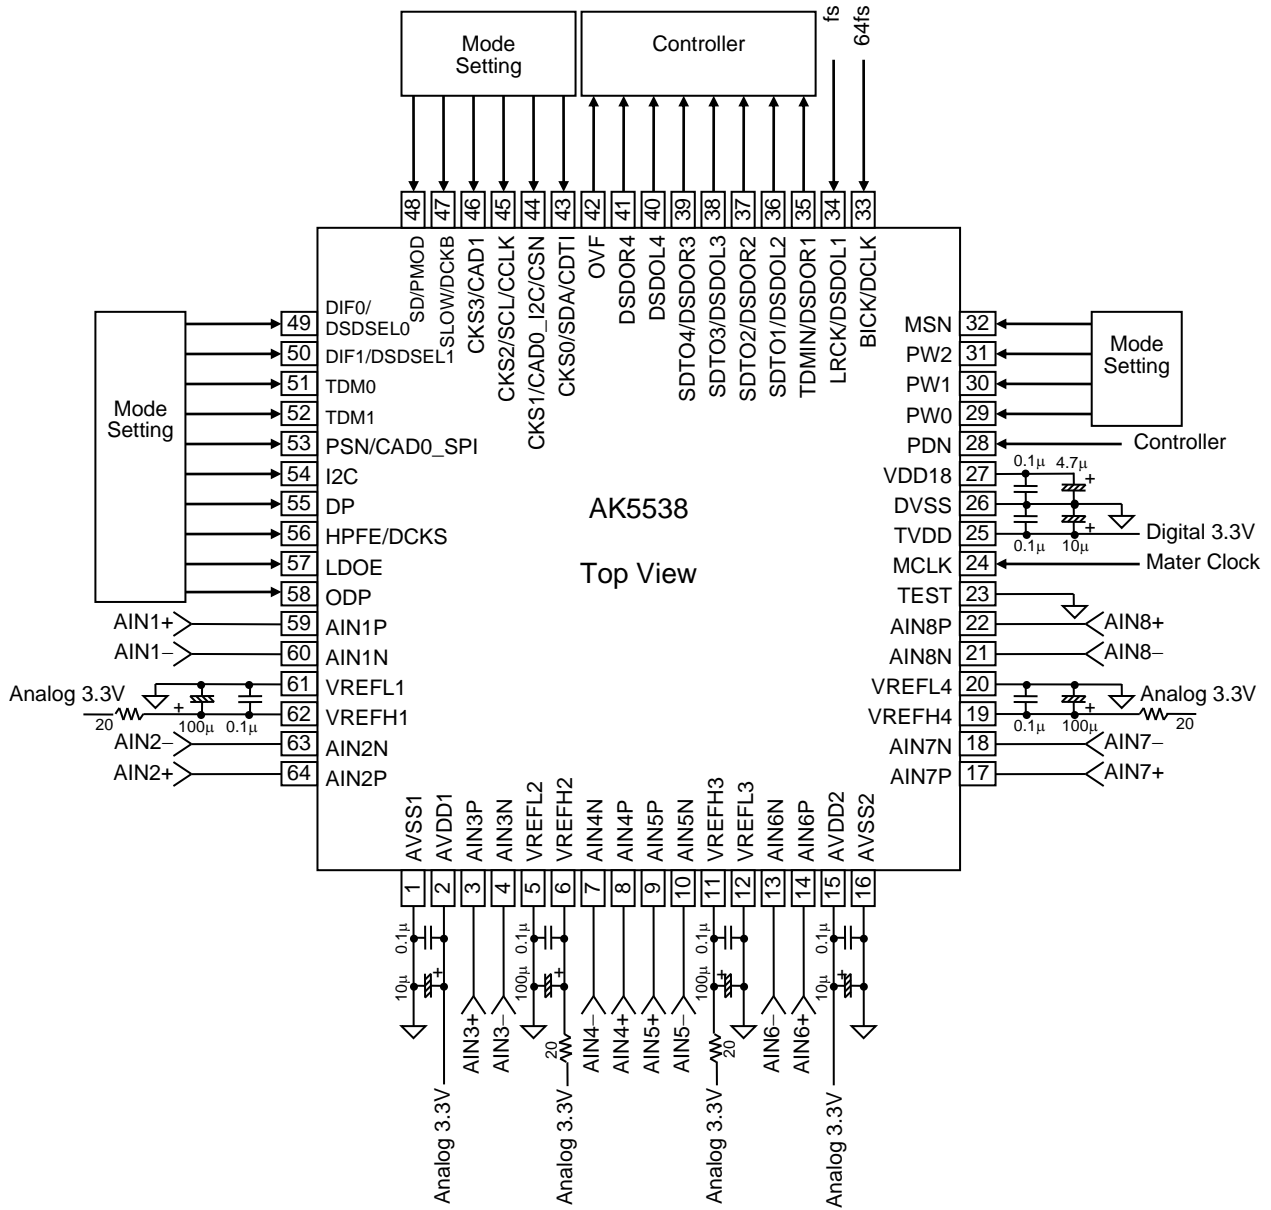 Mode
Setting
Controller
fs
64fs
48
47
46
45
44
43
42
41
40
39
38
37
36
35
34
33
SD/PMOD
SLOW/DCKB
CKS3/CAD1
CKS2/SCL/CCLK
CKS1/CAD0_I2C/CSN
CKS0/SDA/CDTI
OVF
DSDOR4
DSDOL4
SDTO4/DSDOR3
SDTO3/DSDOL3
SDTO2/DSDOR2
SDTO1/DSDOL2
TDMIN/DSDOR1
LRCK/DSDOL1
BICK/DCLK
Mode
Setting
49 DIF0/
DSDSEL0
50 DIF1/DSDSEL1
51 TDM0
52 TDM1
53 PSN/CAD0_SPI
54 I2C
55 DP
56 HPFE/DCKS
57 LDOE
58 ODP
AIN1+ 59 AIN1P
AIN1− 60 AIN1N
61 VREFL1
Analog 3.3V
20
+
100μ
0.1μ
62 VREFH1
AIN2− 63 AIN2N
AIN2+ 64 AIN2P
AK5538
Top View
MSN 32
PW2 31
PW1 30
PW0 29
Mode
Setting
PDN 28 Controller
VDD18 27
0.1μ
4.7μ
+
DVSS 26
TVDD 25
0.1μ
10μ
+
Digital 3.3V
MCLK 24 Mater Clock
TEST 23
AIN8P 22 AIN8+
AIN8N 21 AIN8−
VREFL4 20
VREFH4 19
0.1μ
100μ
+
Analog 3.3V
20
AIN7N 18 AIN7−
AIN7P 17 AIN7+
AVSS1
AVDD1
AIN3P
AIN3N
VREFL2
VREFH2
AIN4N
AIN4P
AIN5P
AIN5N
VREFH3
VREFL3
AIN6N
AIN6P
AVDD2
AVSS2
1
2
3
4
5
6
7
8
9
10
11
12
13
14
15
16
0.1μ
0.1μ
0.1μ
0.1μ
10μ
+
100μ
+
100μ
+
10μ
+
AIN3+
AIN3−
20
AIN4−
AIN4+
AIN5+
AIN5−
20
AIN6−
AIN6+
Analog 3.3V
Analog 3.3V
Analog 3.3V
Analog 3.3V